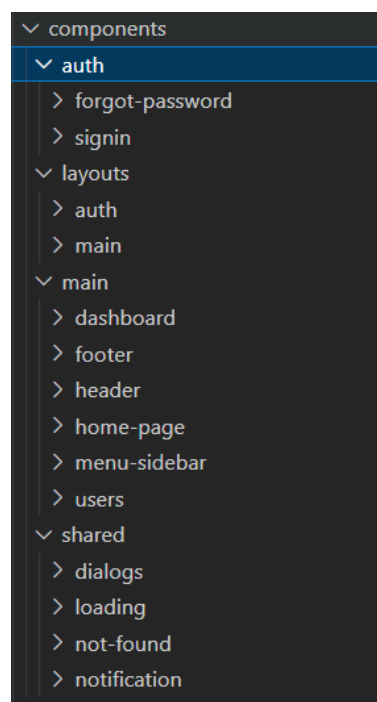 components
auth
forgot-password
signin
layouts
auth
main
main
dashboard
footer
header
home-page
menu-sidebar
users
shared
dialogs
loading
not-found
notification